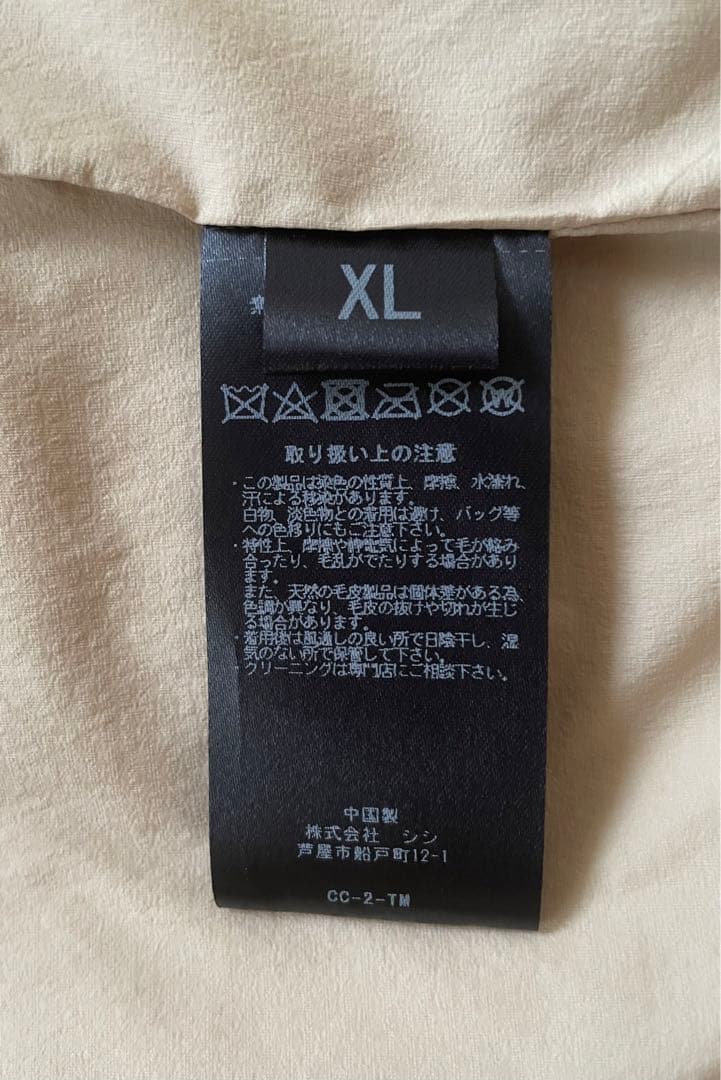 XL
取り扱い上の注意
・この製品は染色の性質上、摩擦、水濡れ、
汗による移染があります。
白物、淡色物との着用は避け、バッグ等
への色移りにもご注意下さい。
・特性上、摩擦や静電気によって毛が絡み
合ったり、毛乱がでたりする場合があり
ます。
また、天然の毛皮製品は個体差がある為、
色調が異なり、毛皮の抜けや切れが生じ
る場合があります。
・着用後は風通しの良い所で日陰干し、湿
気のない所で保管して下さい。
・クリーニングは専門店にご相談下さい。
中国製
株式会社 シシ
芦屋市船戸町12-1
CC-2-TM